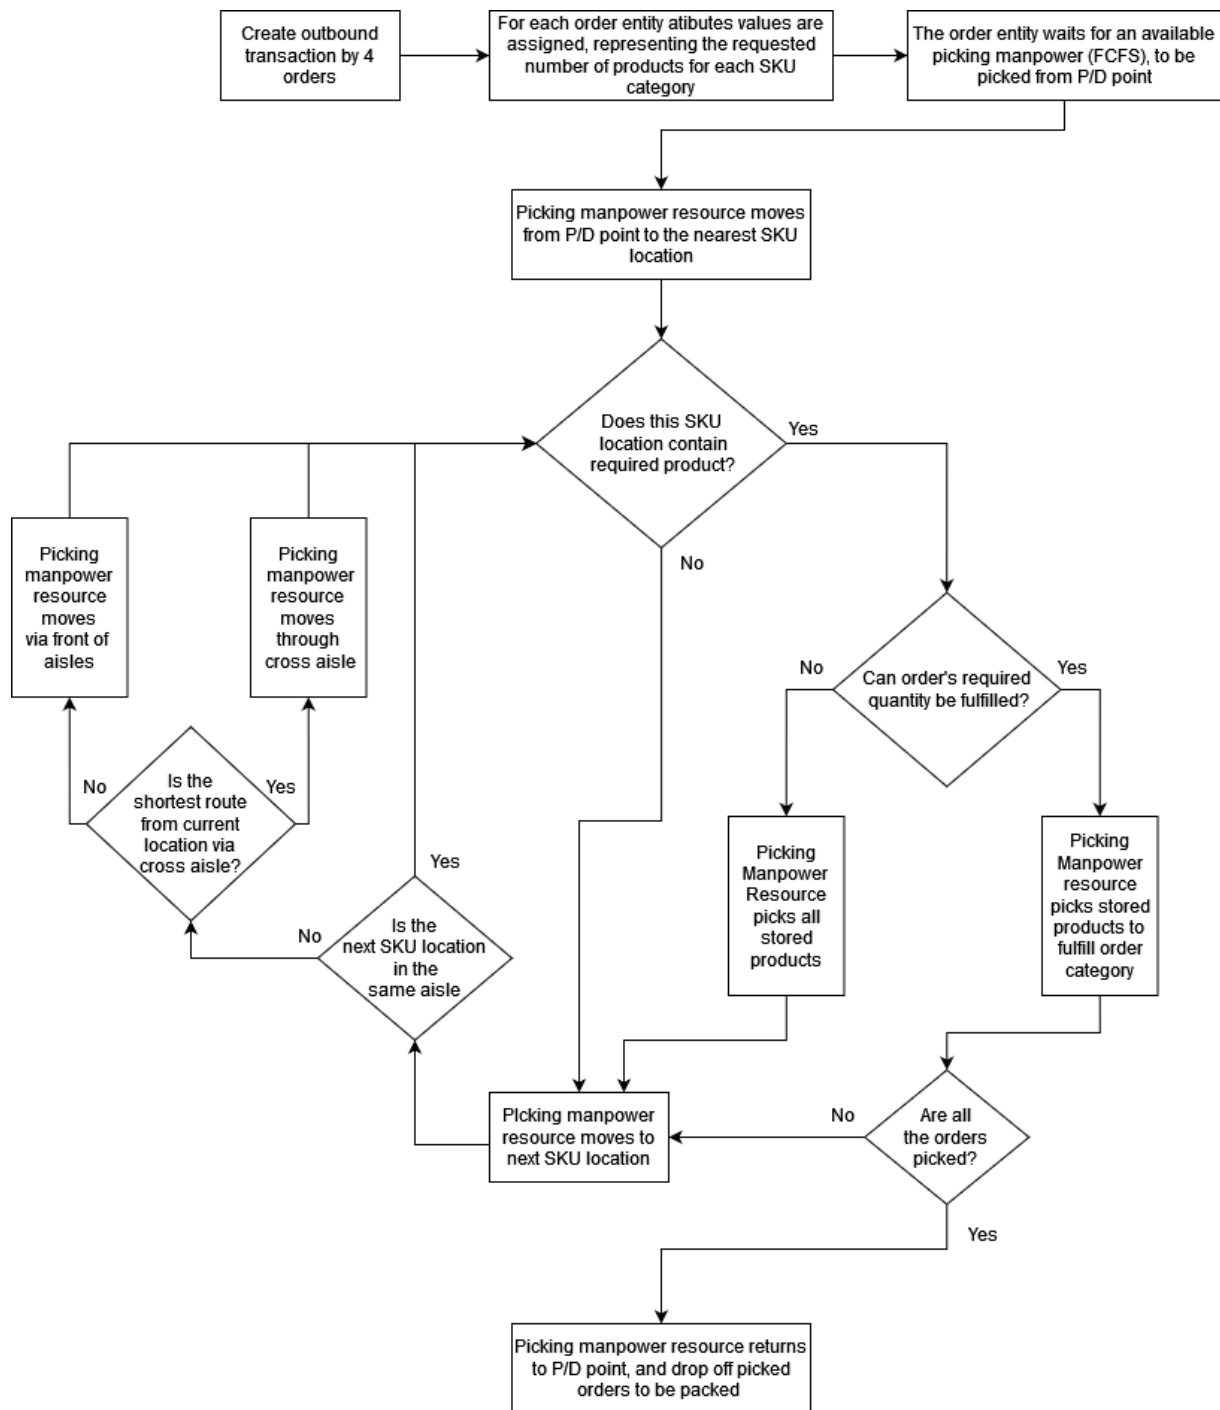 Create outbound
transaction by 4
orders
For each order entity atibutes values are
assigned, representing the requested
number of products for each SKU
category
The order entity waits for an available
picking manpower (FCFS), to be
picked from P/D point
Picking manpower resource moves
from P/D point to the nearest SKU
location
Does this SKU
location contain
required product?
Yes
No
Picking
manpower
resource
moves
via front of
aisles
Picking
manpower
resource
moves
through
cross aisle
Can order's required
quantity be fulfilled?
No
Yes
Is the
shortest route
from current
location via
cross aisle?
No
Yes
Is the
next SKU location
in the
same aisle
No
Yes
Picking
Manpower
Resource
picks all
stored
products
Picking
Manpower
resource
picks stored
products to
fulfill order
category
PIcking manpower
resource moves to
next SKU location
Are all
the orders
picked?
No
Yes
Picking manpower resource returns
to P/D point, and drop off picked
orders to be packed